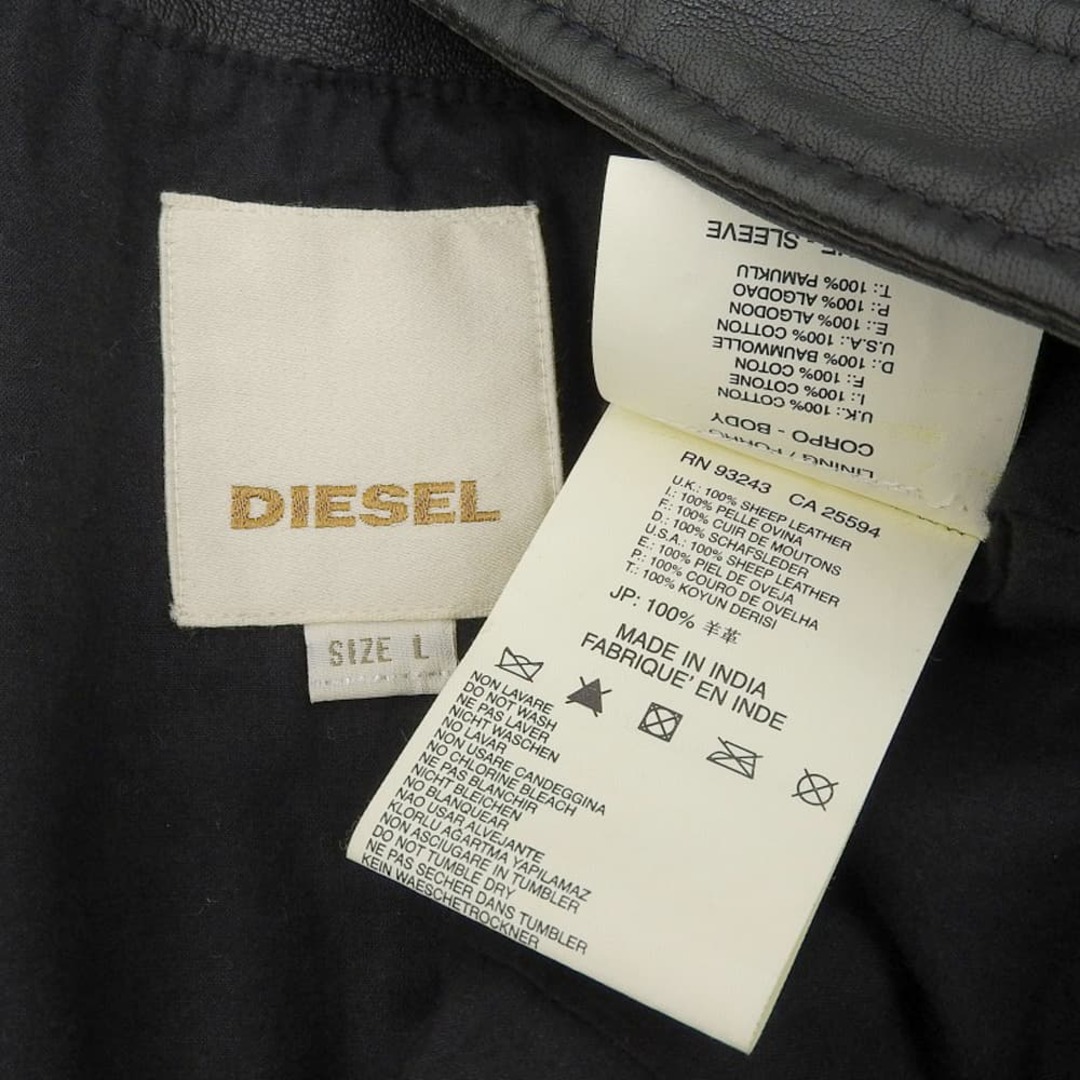 DIESEL
SIZE L
- SLEEVE
T.: 100% PAMUKLU
P.: 100% ALGODAO
E.: 100% ALGODON
U.S.A.: 100% COTTON
D.: 100% BAUMWOLLE
F.: 100% COTON
I.: 100% COTONE
U.K.: 100% COTTON
CORPO - BODY
LINING /
RN 93243 CA 25594
U.K.: 100% SHEEP LEATHER
I.: 100% PELLE OVINA
F.: 100% CUIR DE MOUTONS
D.: 100% SCHAFSLEDER
U.S.A.: 100% SHEEP LEATHER
E.: 100% PIEL DE OVEJA
P.: 100% COURO DE OVELHA
T.: 100% KOYUN DERISI
JP: 100% 羊革
MADE IN INDIA
FABRIQUE' EN INDE
NON LAVARE
DO NOT WASH
NE PAS LAVER
NICHT WASCHEN
NO LAVAR
NON USARE CANDEGGINA
NO CHLORINE BLEACH
NE PAS BLANCHIR
NICHT BLEICHEN
NO BLANQUEAR
NAO USAR ALVEJANTE
KLORLU AGARTMA YAPILAMAZ
NON ASCIUGARE IN TUMBLER
DO NOT TUMBLE DRY
NE PAS SECHER DANS TUMBLER
KEIN WAESCHETROCKNER